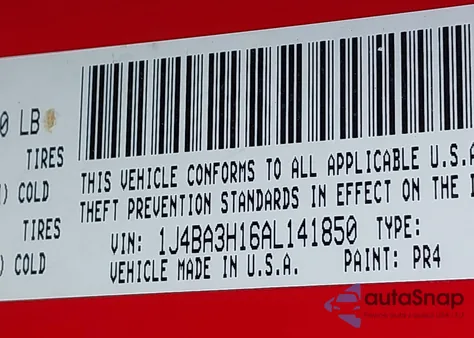 0 LB
TIRES
) COLD
TIRES
) COLD
THIS VEHICLE CONFORMS TO ALL APPLICABLE U.S.A
THEFT PREVENTION STANDARDS IN EFFECT ON THE
VIN: 1J4BA3H16AL141850 TYPE:
VEHICLE MADE IN U.S.A. PAINT: PR4
autoSnap